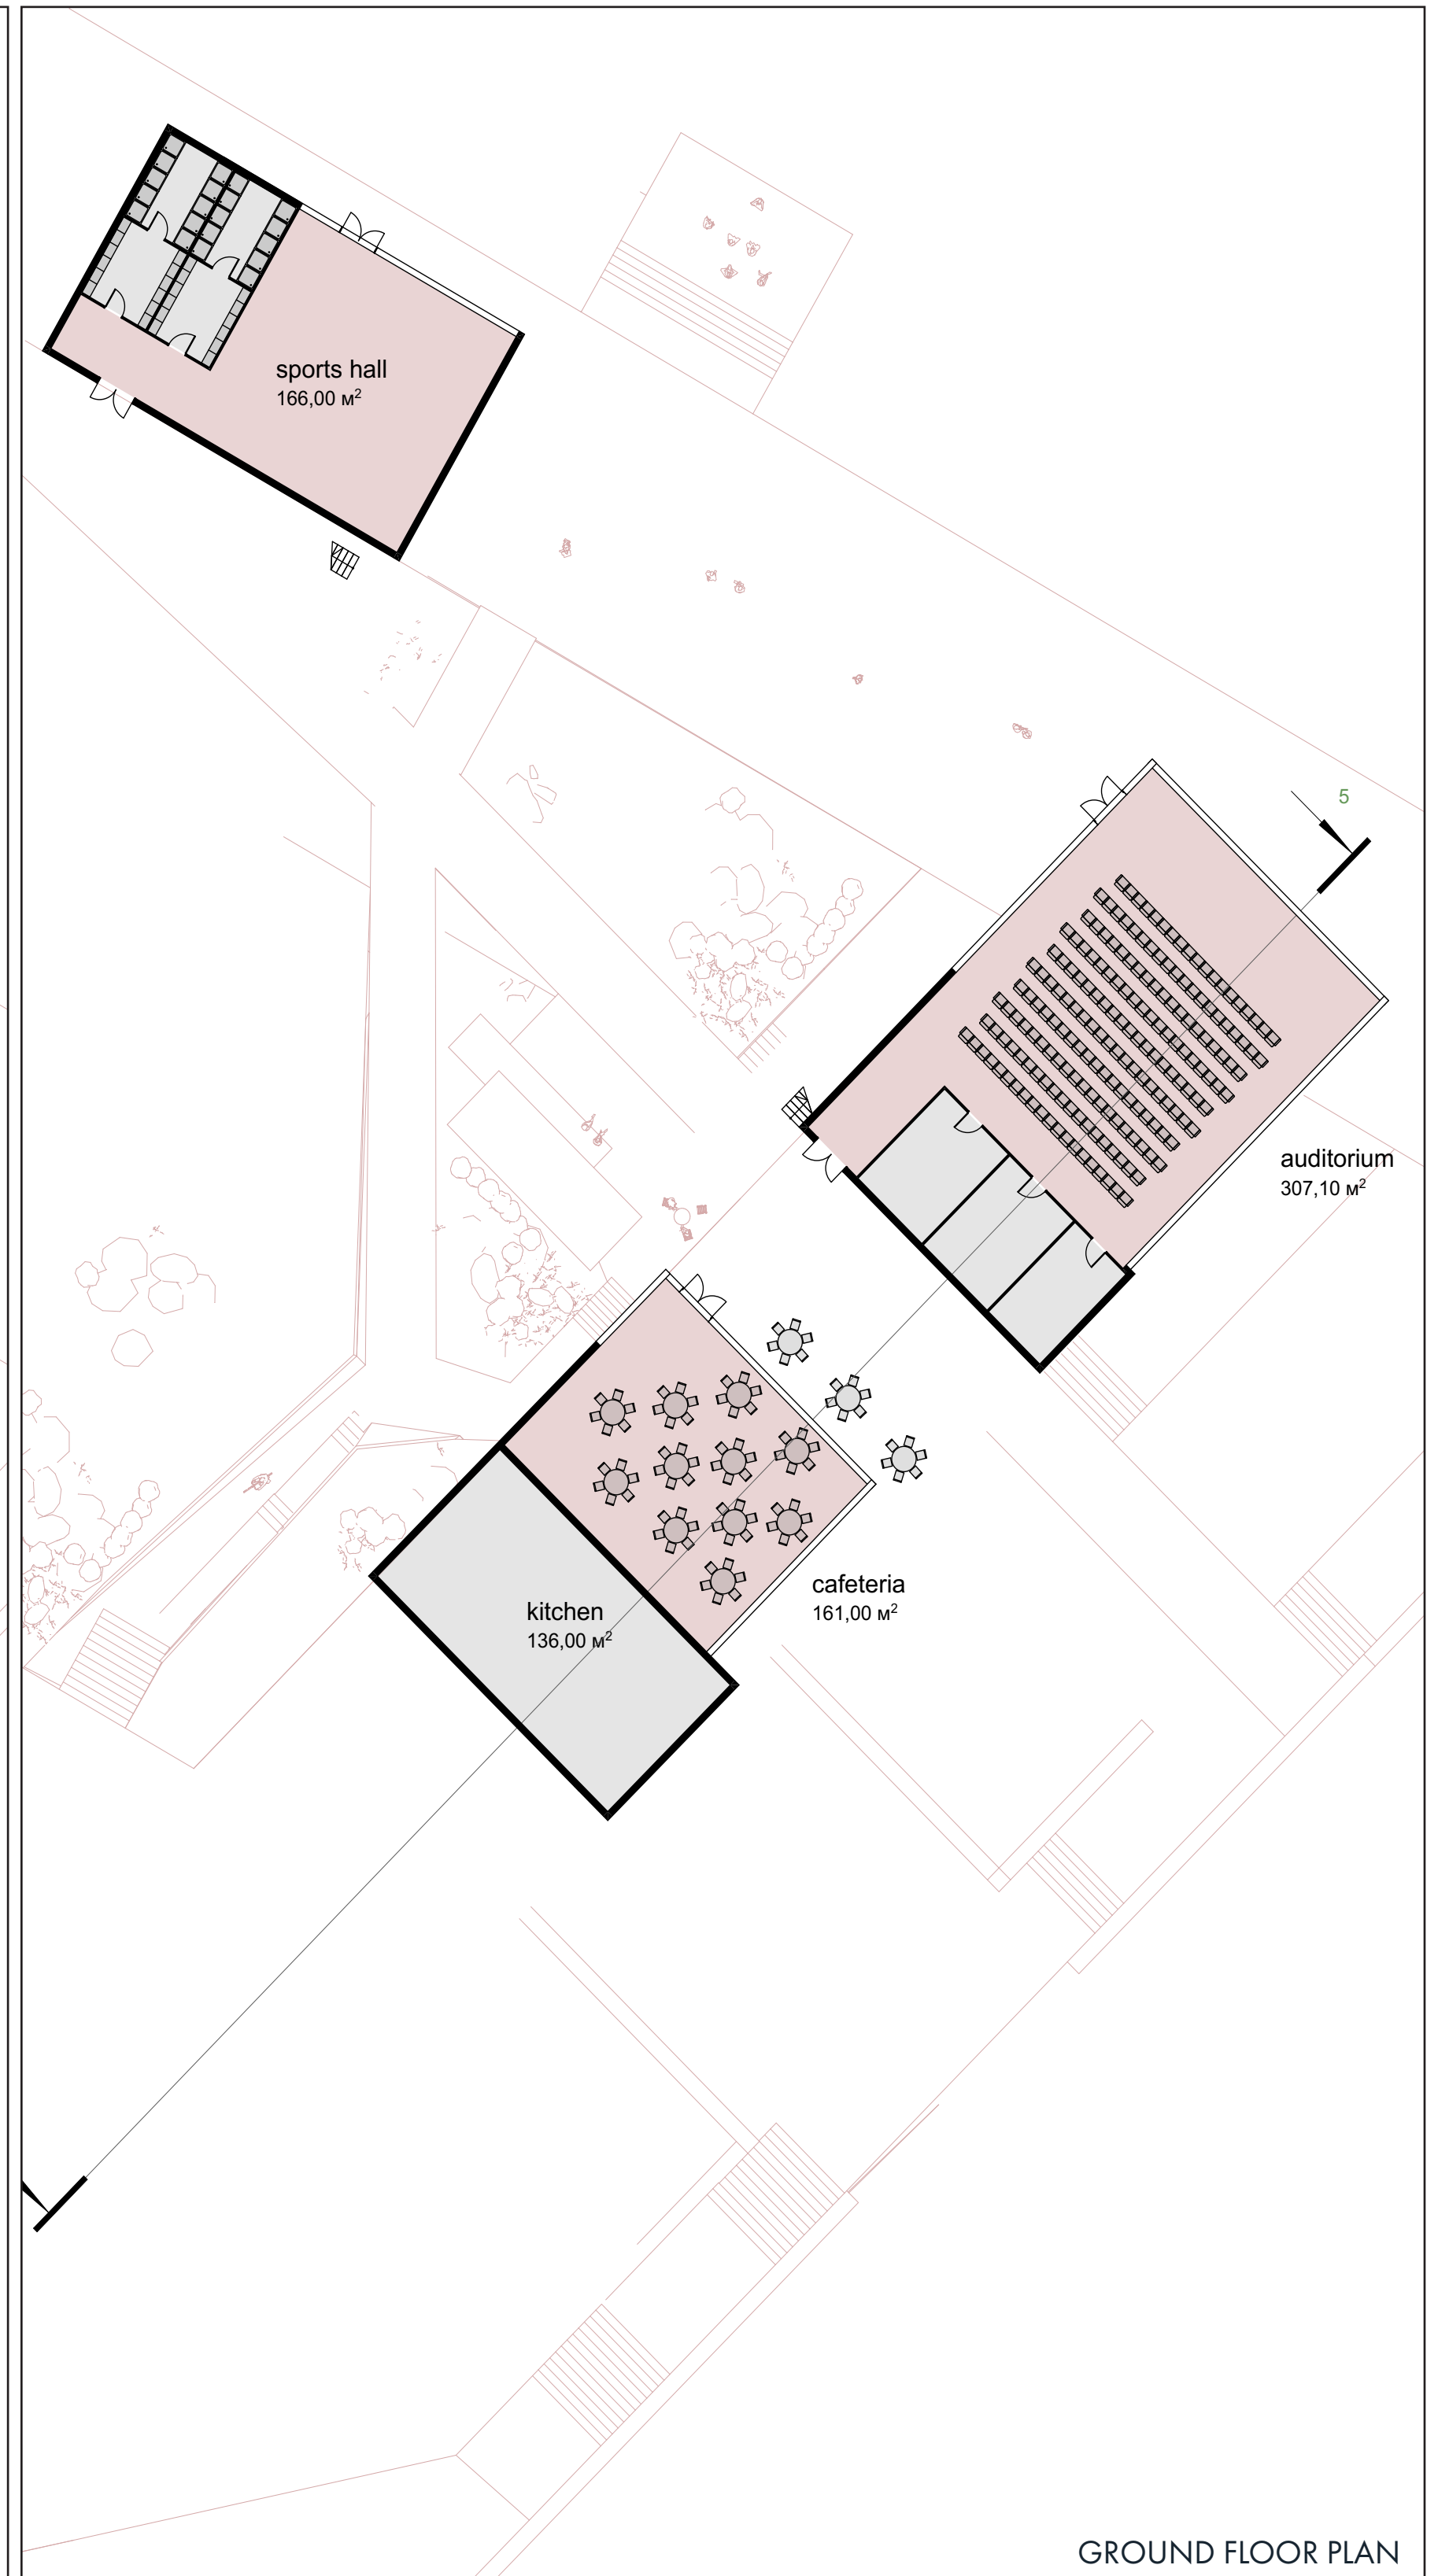 sports hall
166,00 м²
5
auditorium
307,10 м²
cafeteria
161,00 м²
kitchen
136,00 м²
GROUND FLOOR PLAN